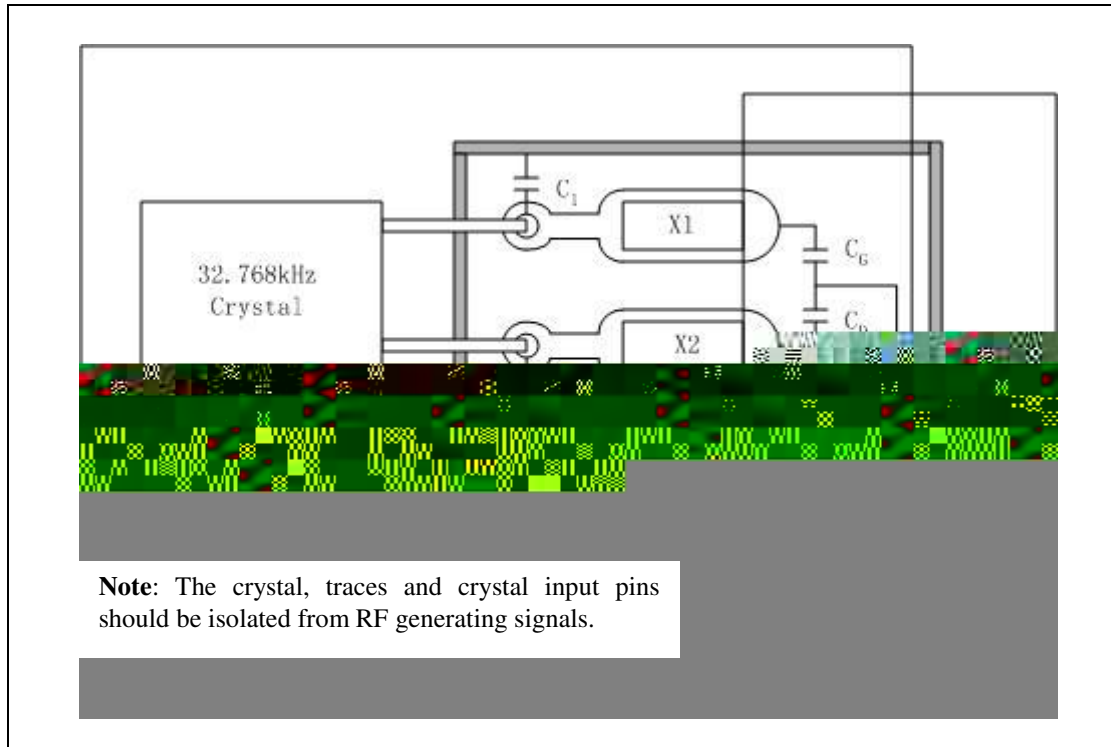 C1
X1
CG
32.768kHz
Crystal
X2
Note: The crystal, traces and crystal input pins
should be isolated from RF generating signals.